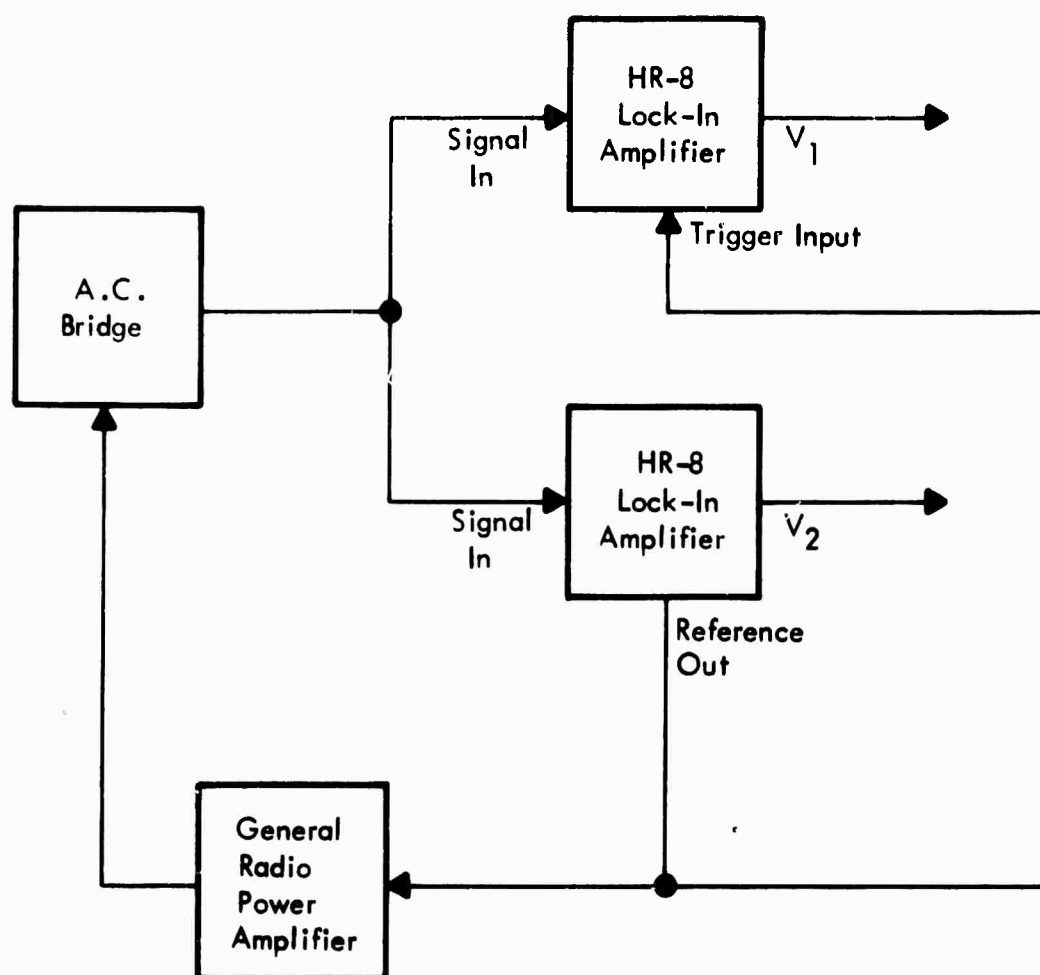 HR-8
Lock-In
Amplifier
Signal
In
V1
Trigger Input
A.C.
Bridge
HR-8
Lock-In
Amplifier
Signal
In
V2
Reference
Out
General
Radio
Power
Amplifier